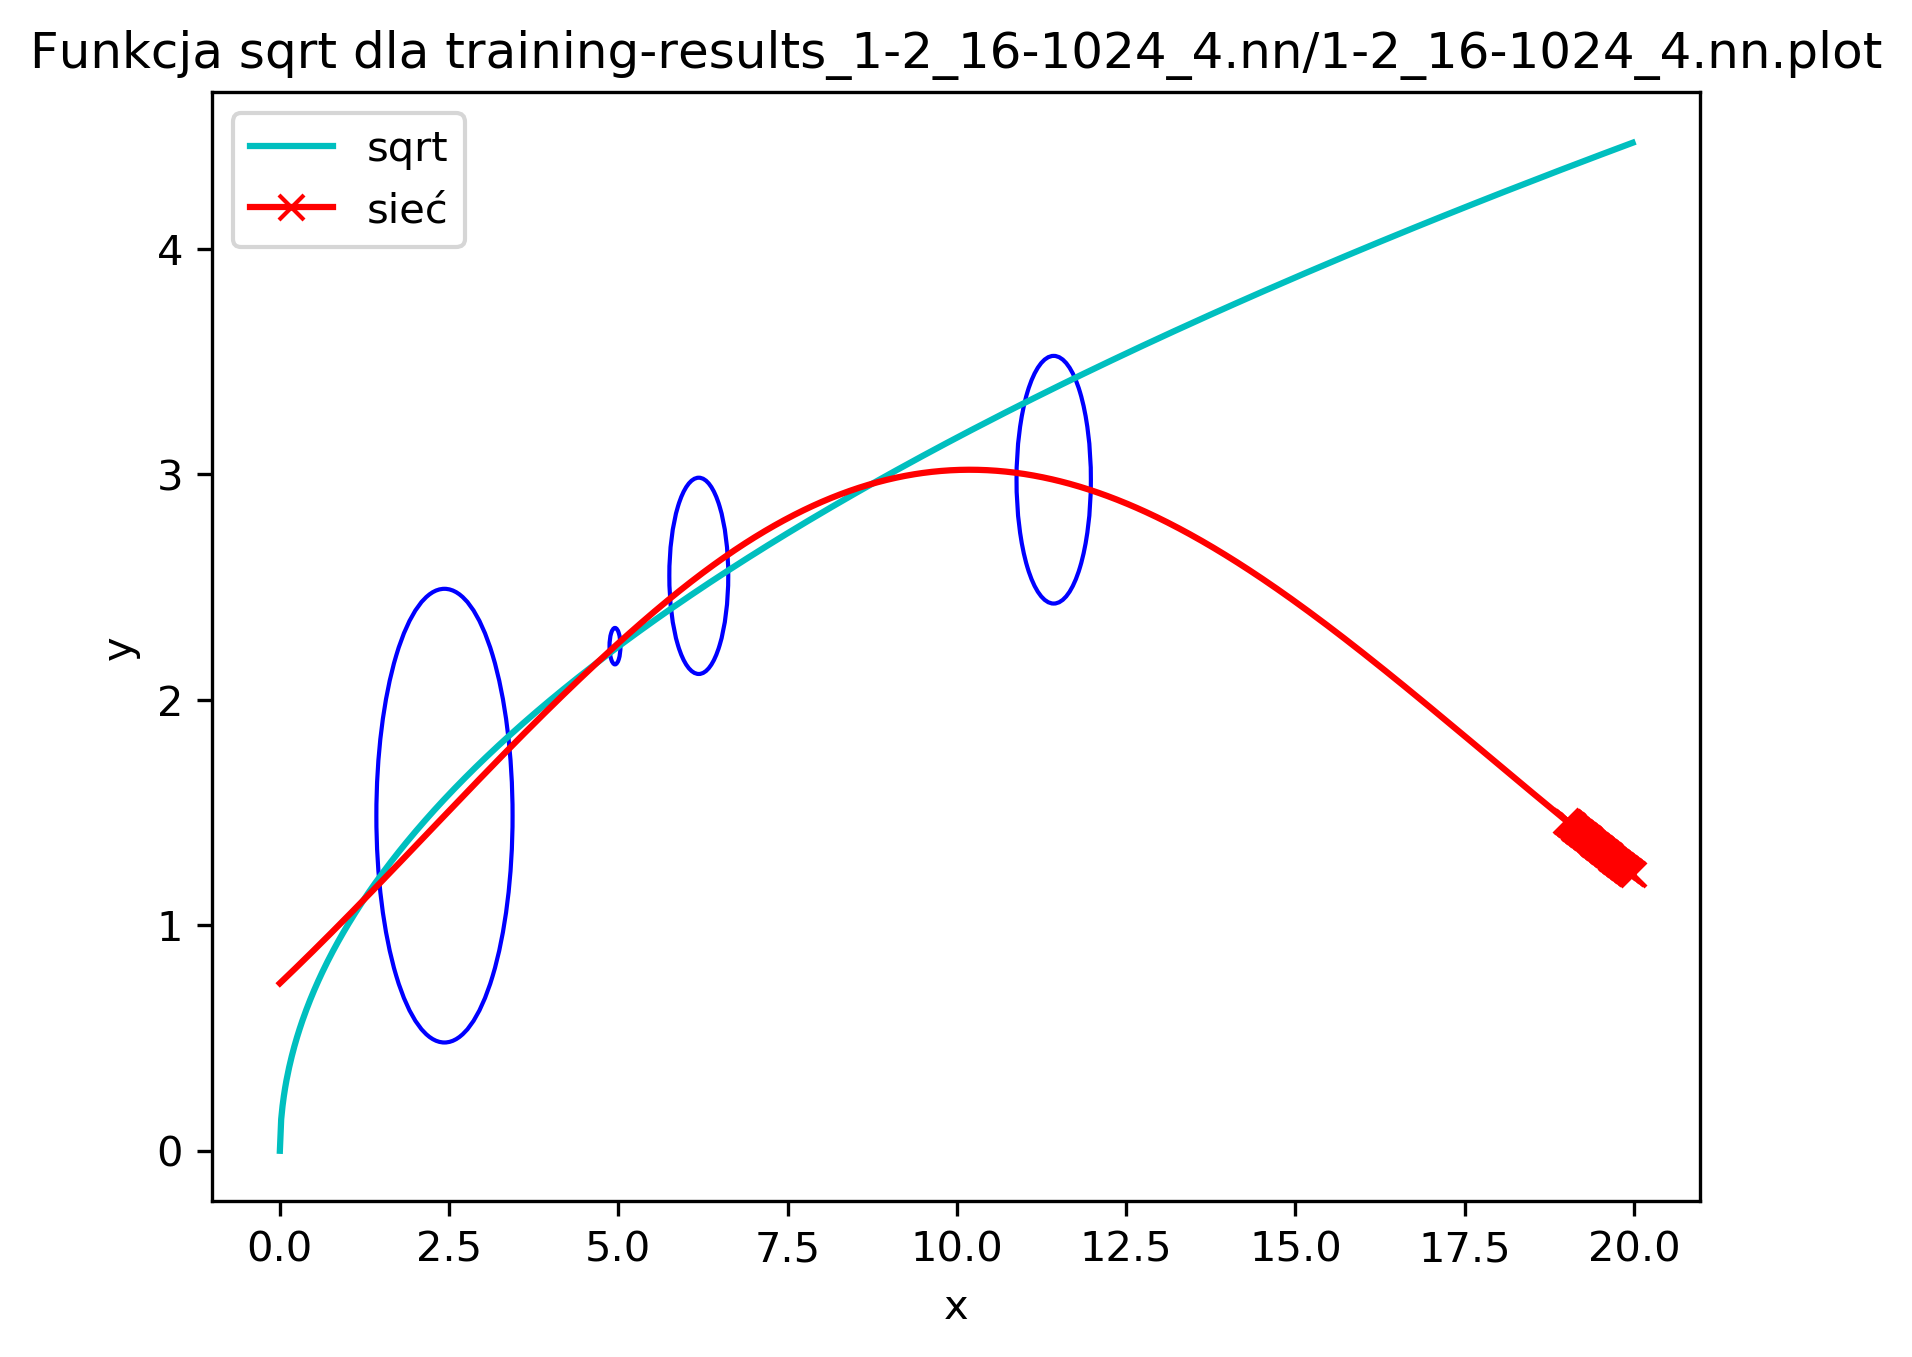 Funkcja sqrt dla training-results_1-2_16-1024_4.nn/1-2_16-1024_4.nn.plot
sqrt
sieć
4
3
2
1
0
y
0.0 2.5 5.0 7.5 10.0 12.5 15.0 17.5 20.0
x